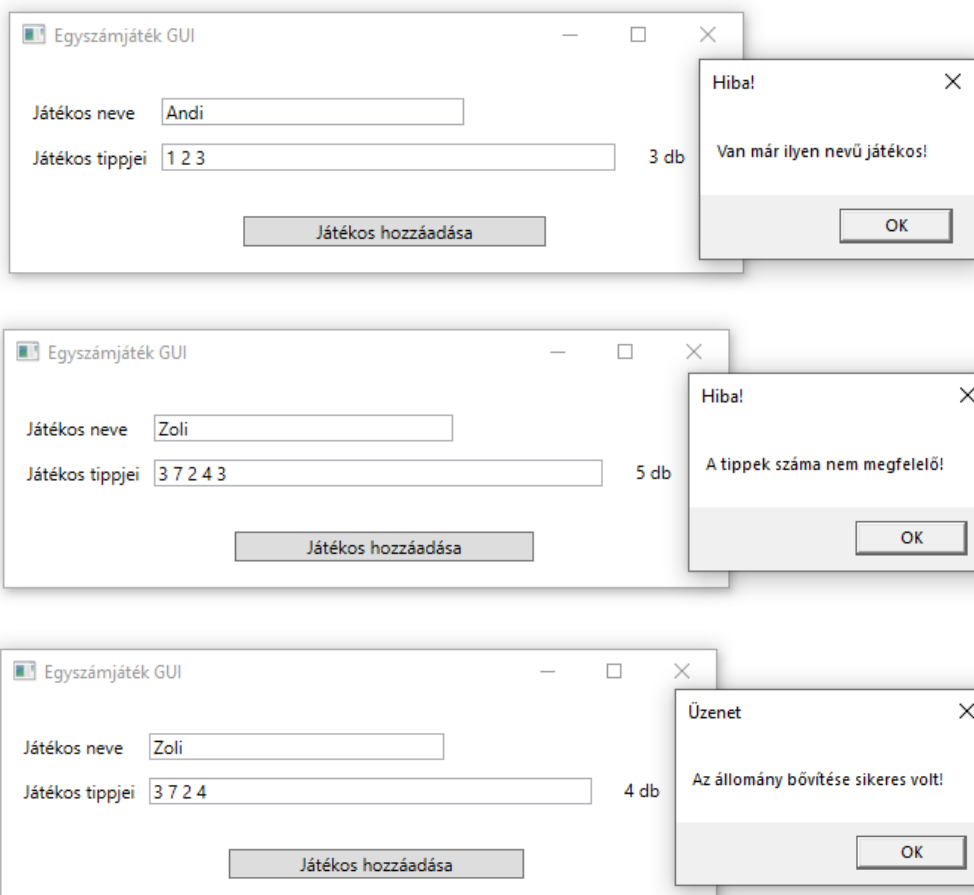 Egyszámjáték GUI
Hiba!
Játékos neve Andi
Van már ilyen nevű játékos!
Játékos tippjei 1 2 3 3 db
OK
Játékos hozzáadása
Egyszámjáték GUI
Hiba!
Játékos neve Zoli
A tippek száma nem megfelelő!
Játékos tippjei 3 7 2 4 3 5 db
OK
Játékos hozzáadása
Egyszámjáték GUI
Üzenet
Játékos neve Zoli
Az állomány bővítése sikeres volt!
Játékos tippjei 3 7 2 4 4 db
OK
Játékos hozzáadása